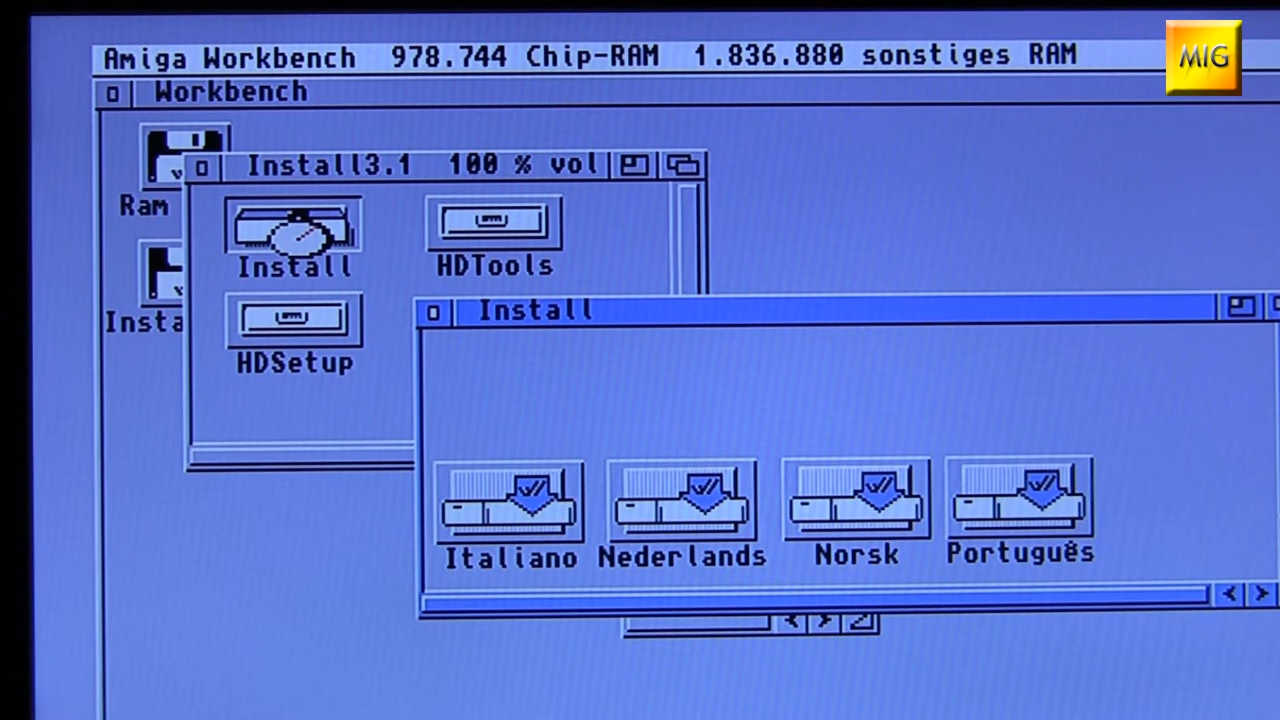 Amiga Workbench 978.744 Chip-RAM 1.836.880 sonstiges RAM
MIG
Workbench
Install3.1 100 % vol
Ram
Install
HDTools
Insta
Install
HDSetup
Italiano
Nederlands
Norsk
Português